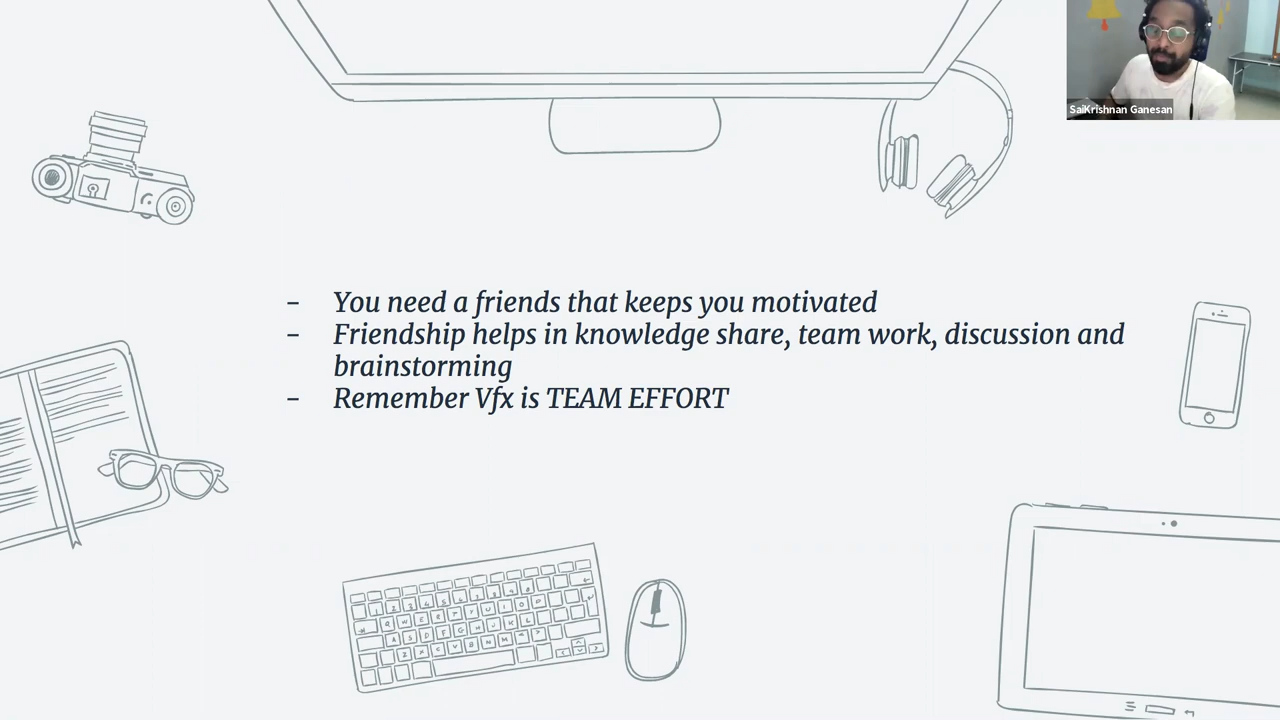 SaiKrishnan Ganesan
- You need a friends that keeps you motivated
- Friendship helps in knowledge share, team work, discussion and
brainstorming
- Remember Vfx is TEAM EFFORT